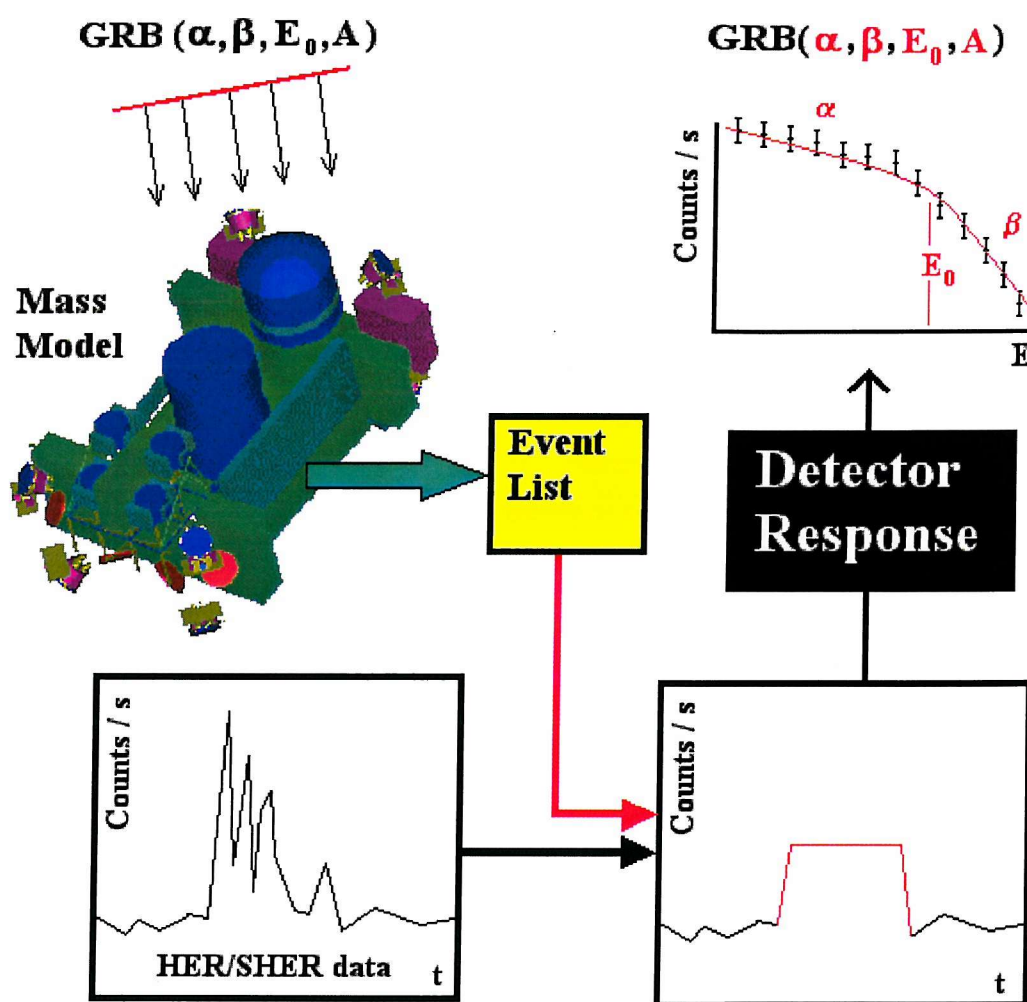 GRB (α, β, E₀, A)
GRB(α, β, E₀, A)
Counts / s
α
β
E₀
E
Mass
Model
Event
List
Detector
Response
Counts / s
HER/SHER data
t
Counts / s
t